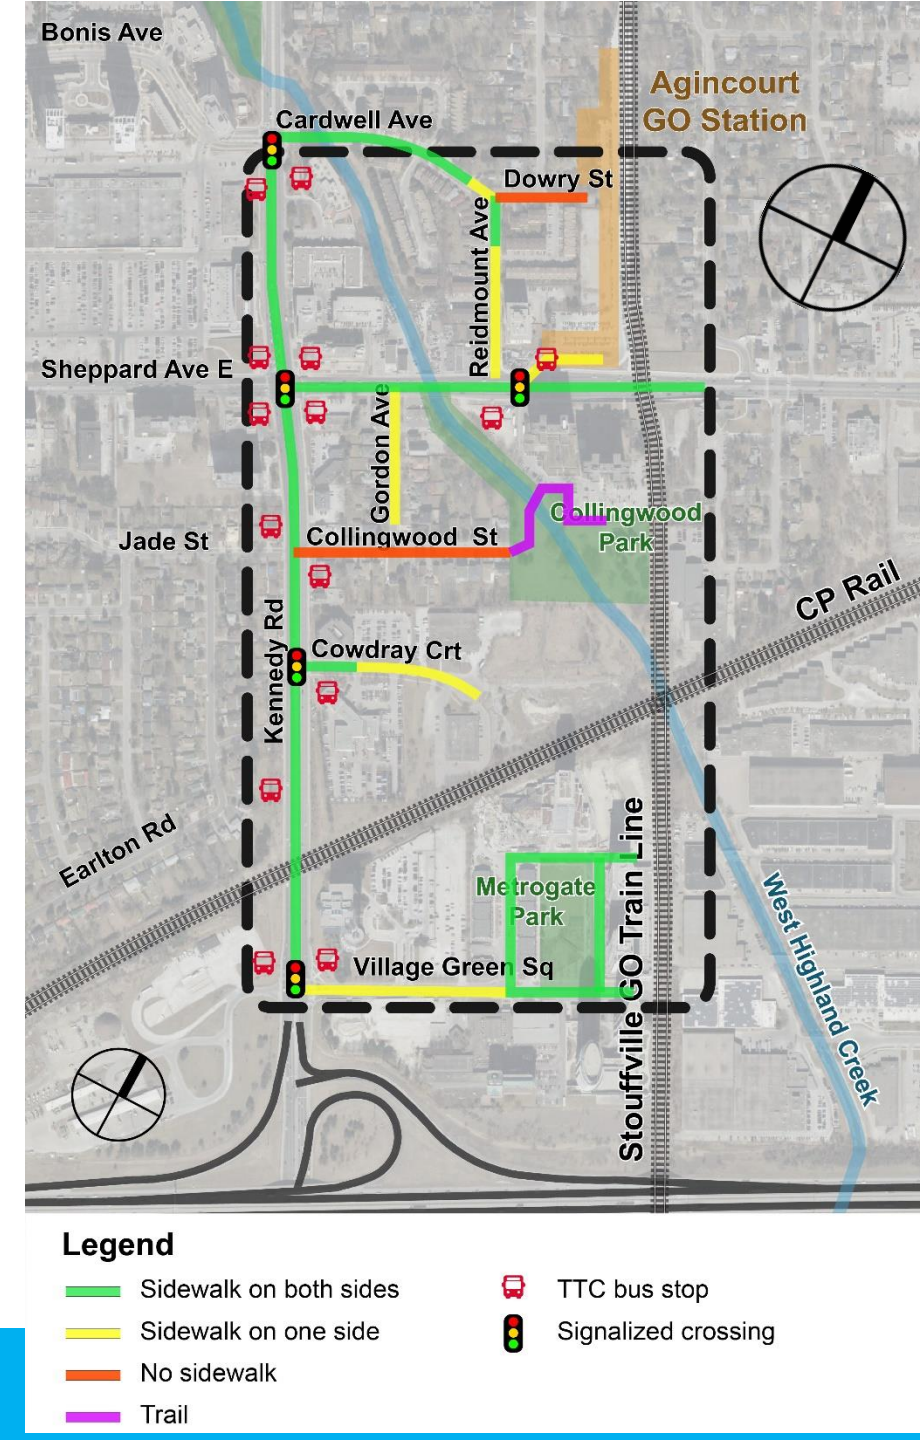 Bonis Ave
Agincourt
GO Station
Cardwell Ave
Dowry St
Reidmount Ave
Sheppard Ave E
Gordon Ave
Collingwood
Park
Jade St
Collingwood St
CP Rail
Kennedy Rd
Cowdray Crt
Earlton Rd
Stouffville GO Train Line
Metrogate
Park
West Highland Creek
Village Green Sq
Legend
Sidewalk on both sides
Sidewalk on one side
No sidewalk
Trail
TTC bus stop
Signalized crossing